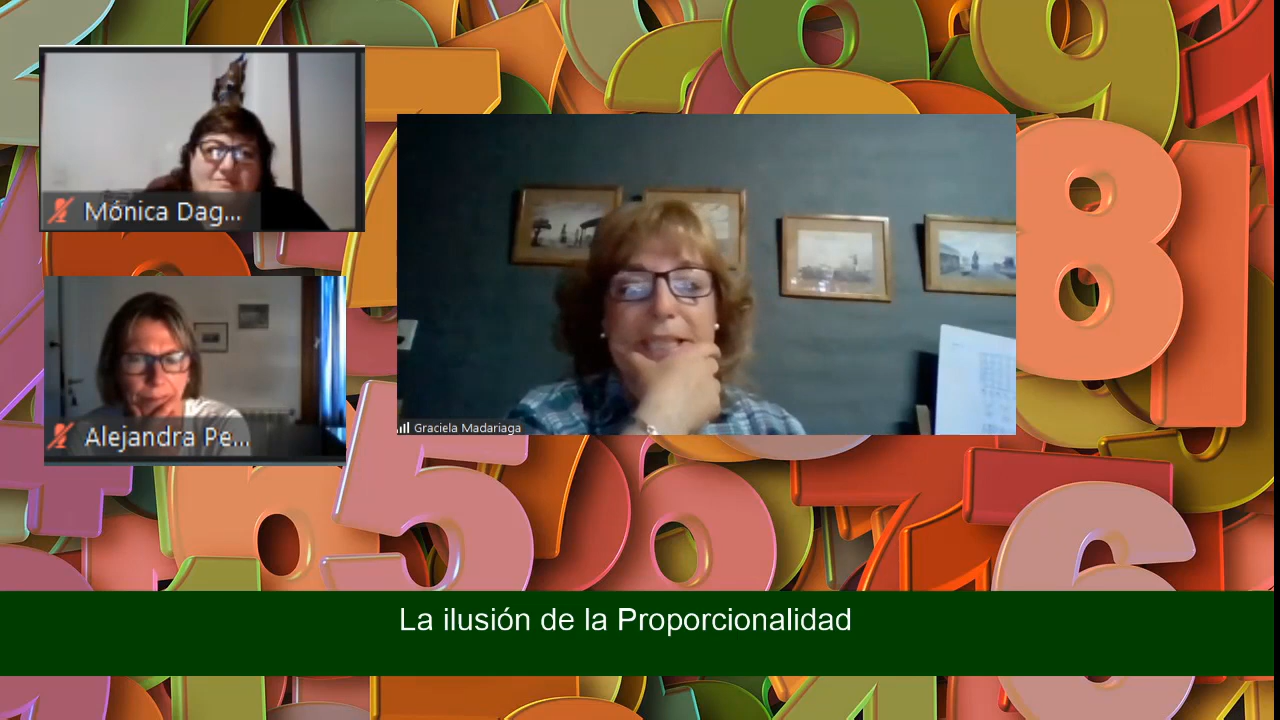 Mónica Dag...
Alejandra Pe...
Graciela Madariaga
La ilusión de la Proporcionalidad